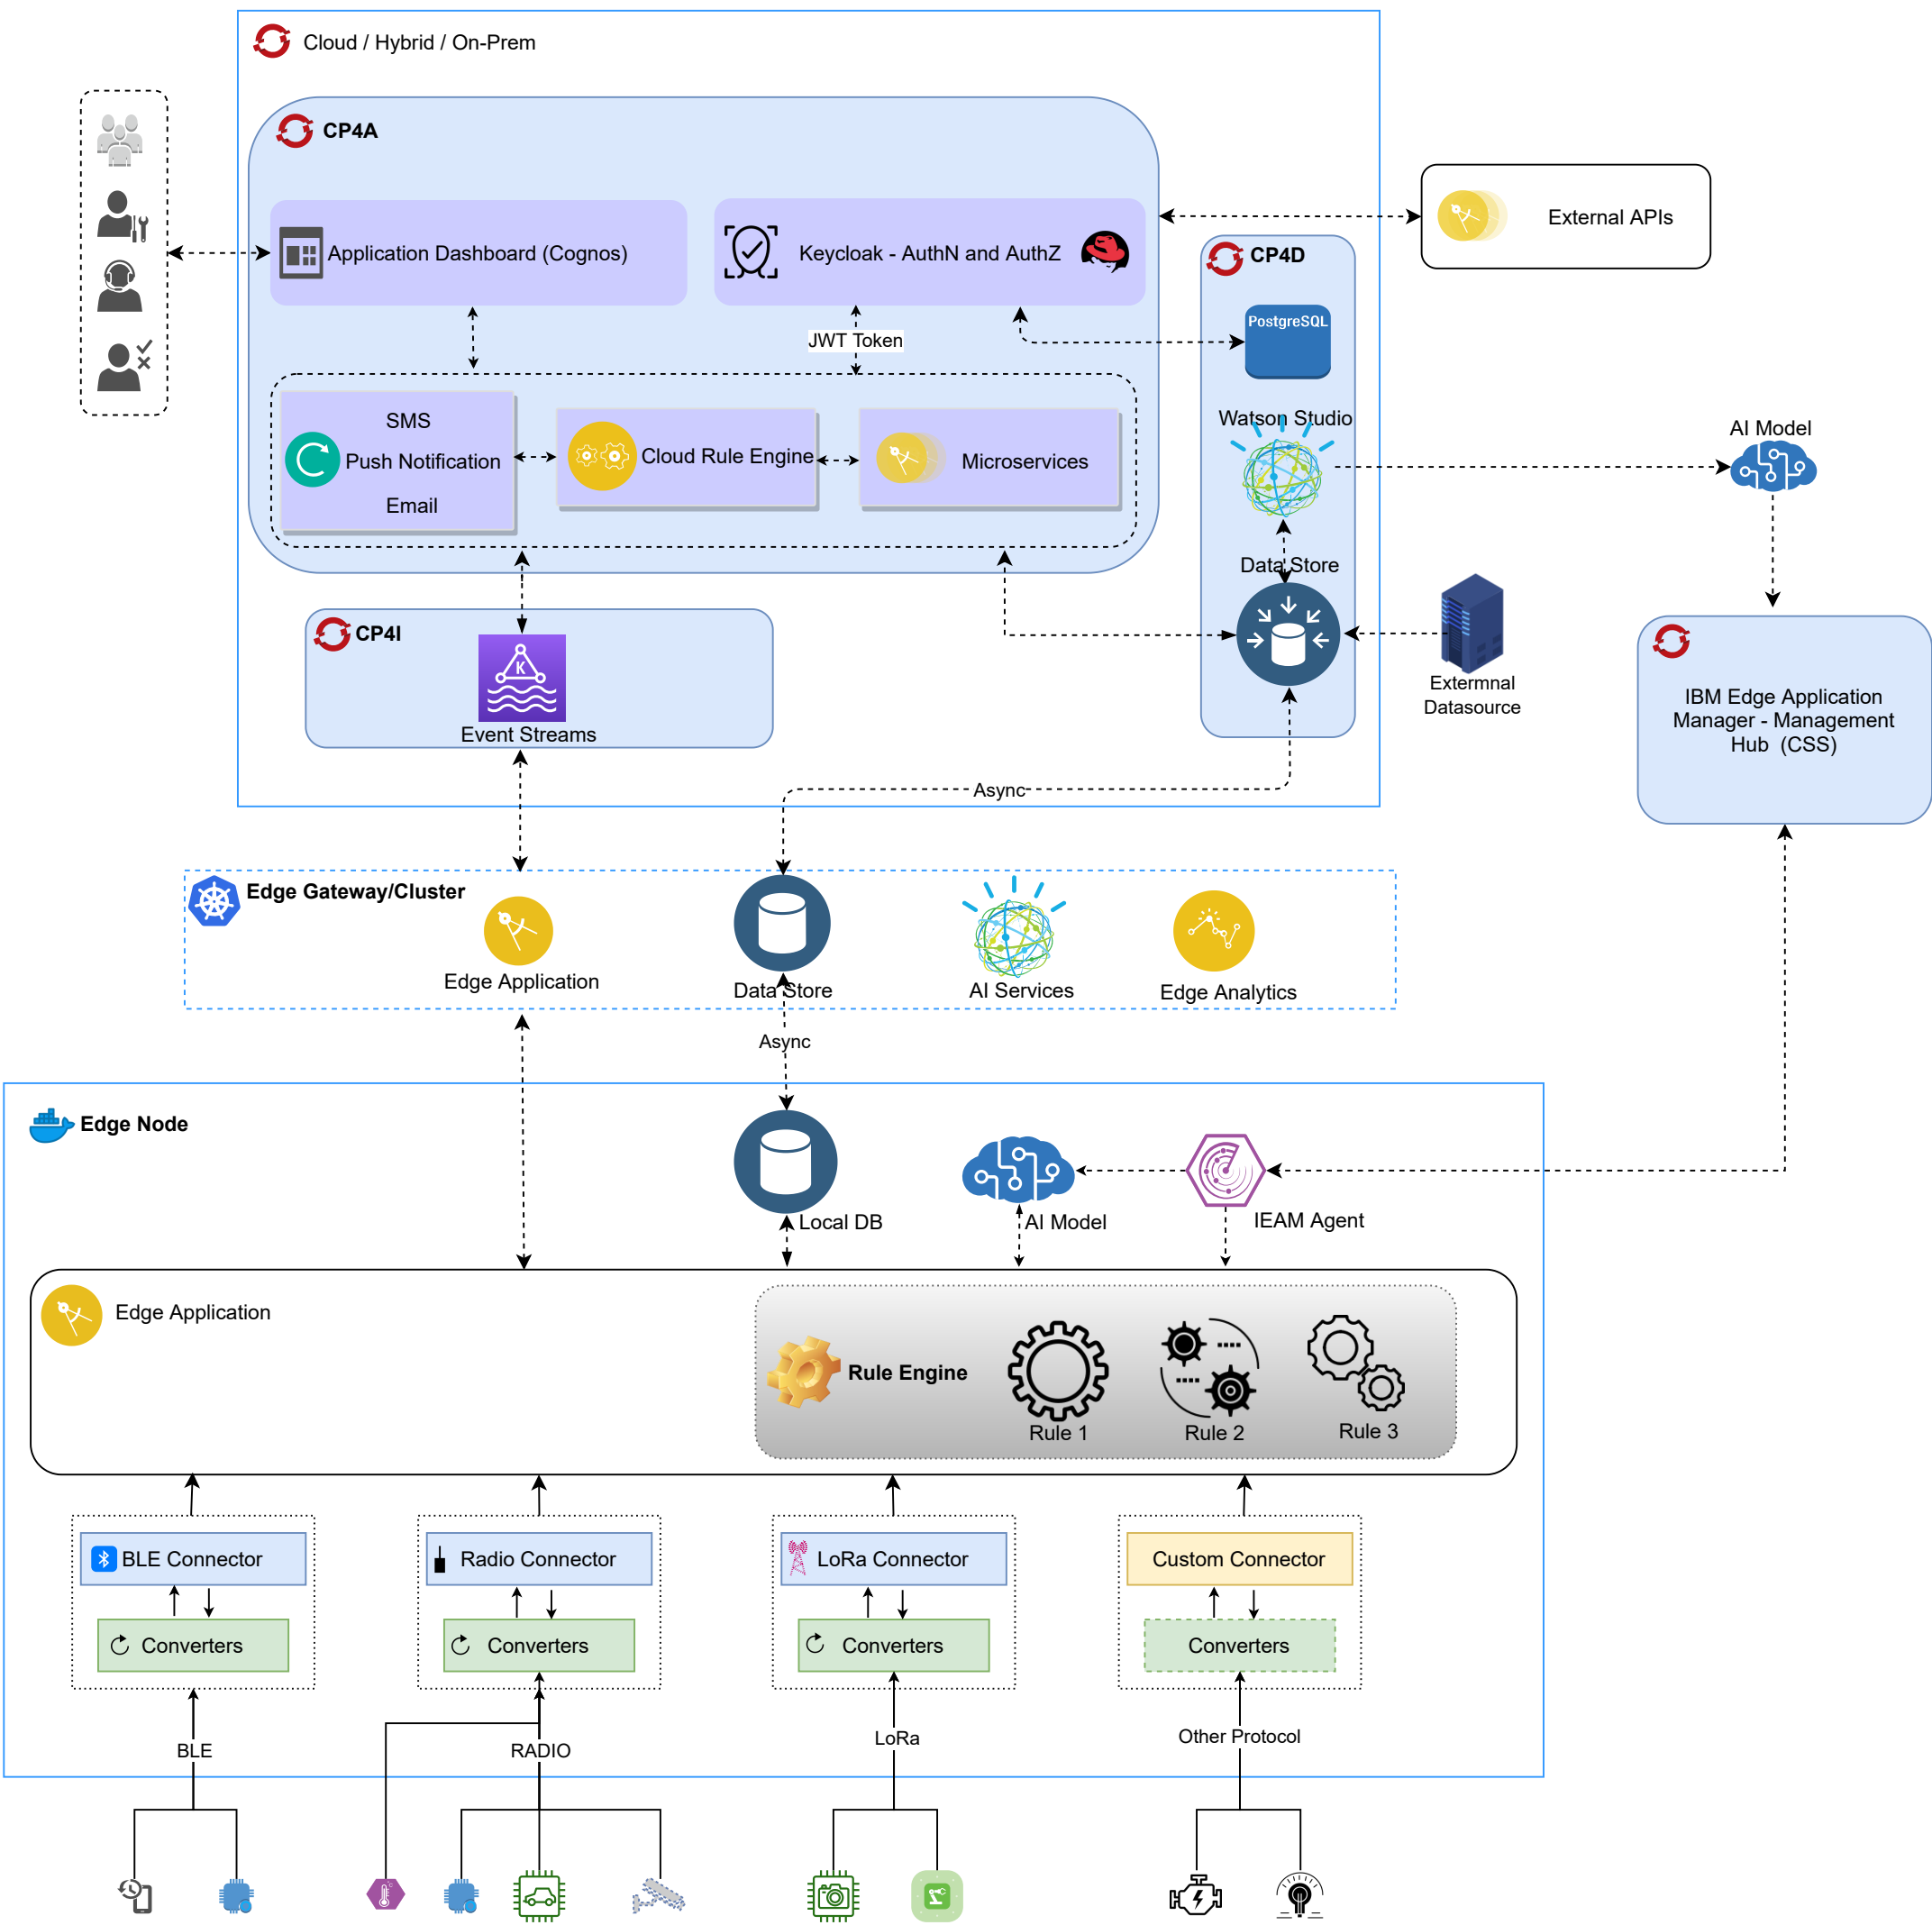 Cloud / Hybrid / On-Prem
CP4A
Application Dashboard (Cognos)
Keycloak - AuthN and AuthZ
External APIs
CP4D
PostgreSQL
JWT Token
SMS
Push Notification
Email
Cloud Rule Engine
Microservices
Watson Studio
AI Model
Data Store
CP4I
K
Event Streams
Extermnal
Datasource
IBM Edge Application
Manager - Management
Hub (CSS)
Async
Edge Gateway/Cluster
Edge Application
Data Store
AI Services
Edge Analytics
Async
Edge Node
Local DB
AI Model
IEAM Agent
Edge Application
Rule Engine
Rule 1
Rule 2
Rule 3
BLE Connector
Radio Connector
LoRa Connector
Custom Connector
Converters
Converters
Converters
Converters
BLE
RADIO
LoRa
Other Protocol